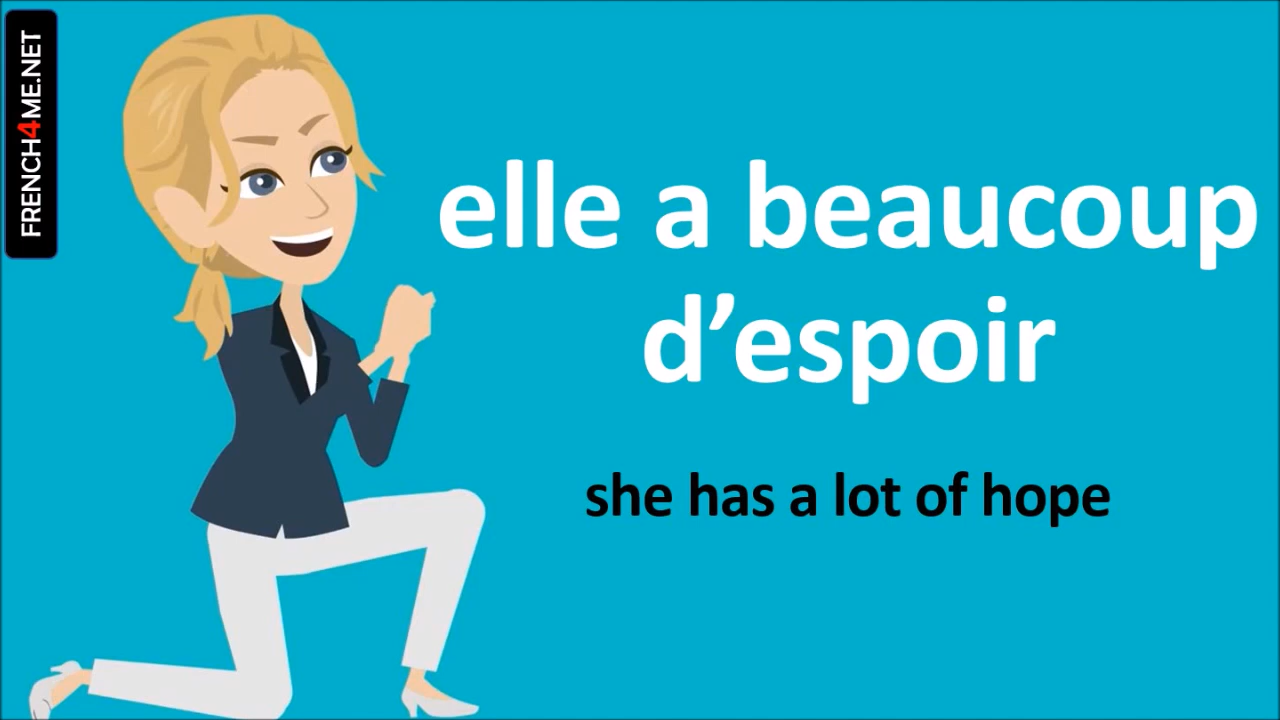 FRENCH4ME.NET
elle a beaucoup
d’espoir
she has a lot of hope